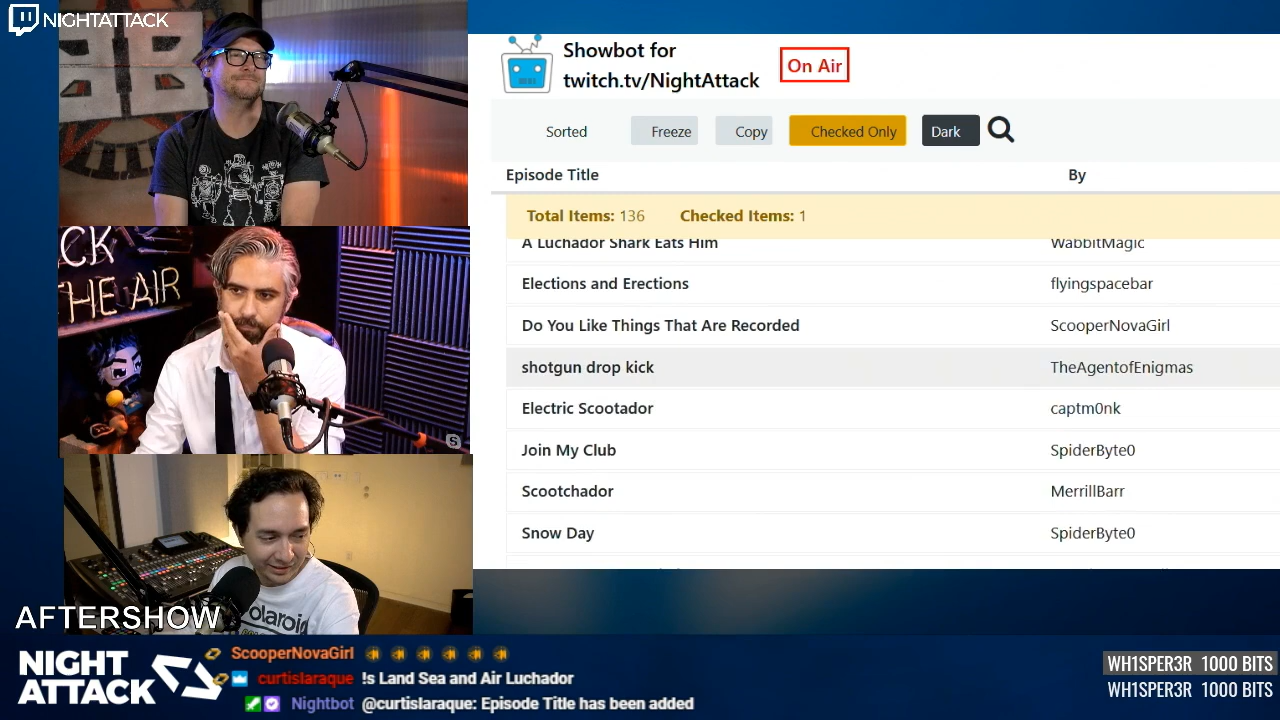 NIGHTATTACK
CK
THE AIR
Polaroid
AFTERSHOW
Showbot for
twitch.tv/NightAttack
On Air
Sorted
Freeze
Copy
Checked Only
Dark
Episode Title By
Total Items: 136 Checked Items: 1
A Luchador Shark Eats Him WabbitMagic
Elections and Erections flyingspacebar
Do You Like Things That Are Recorded ScooperNovaGirl
shotgun drop kick TheAgentofEnigmas
Electric Scootador captm0nk
Join My Club SpiderByte0
Scootchador MerrillBarr
Snow Day SpiderByte0
NIGHT
ATTACK
ScooperNovaGirl
curtislaraque !s Land Sea and Air Luchador
Nightbot @curtislaraque: Episode Title has been added
WH1SPER3R 1000 BITS
WH1SPER3R 1000 BITS